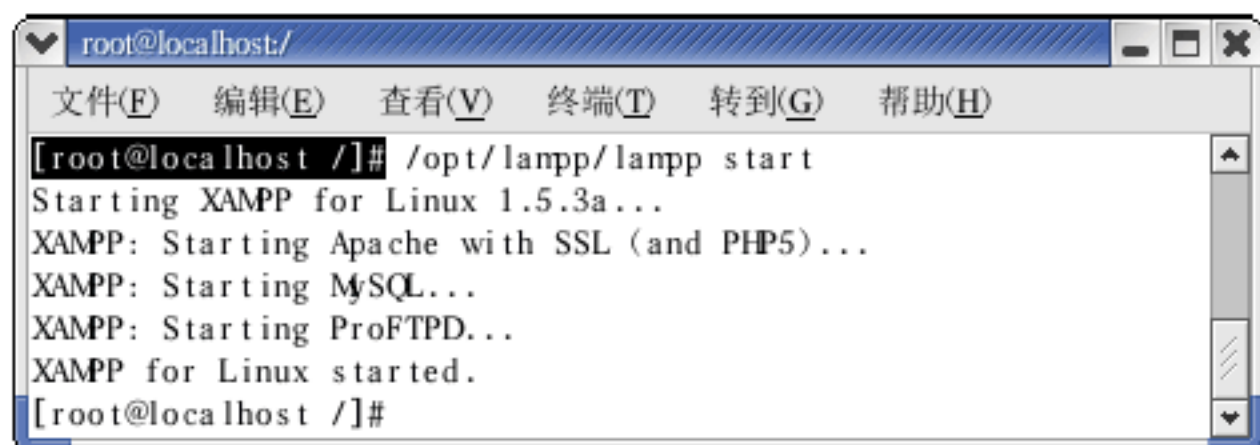 root@localhost:/
文件(F) 编辑(E) 查看(V) 终端(T) 转到(G) 帮助(H)
[root@localhost /]# /opt/lampp/lampp start
Starting XAMPP for Linux 1.5.3a...
XAMPP: Starting Apache with SSL (and PHP5)...
XAMPP: Starting MySQL...
XAMPP: Starting ProFTPD...
XAMPP for Linux started.
[root@localhost /]#